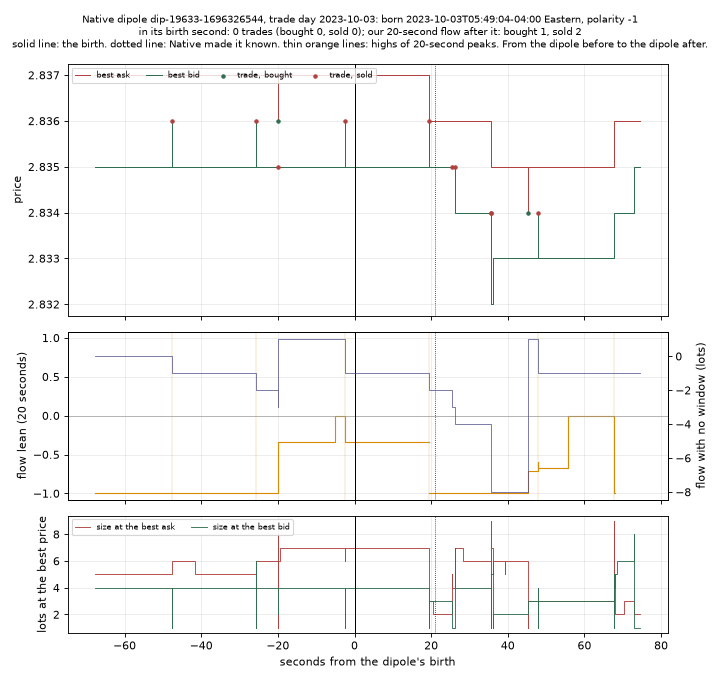 Native dipole dip-19633-1696326544, trade day 2023-10-03: born 2023-10-03T05:49:04-04:00 Eastern, polarity -1
in its birth second: 0 trades (bought 0, sold 0); our 20-second flow after it: bought 1, sold 2
solid line: the birth. dotted line: Native made it known. thin orange lines: highs of 20-second peaks. From the dipole before to the dipole after.
best ask best bid trade, bought trade, sold
2.837
2.836
2.835
2.834
2.833
2.832
price
1.0
0.5
0.0
−0.5
−1.0
flow lean (20 seconds)
0
−2
−4
−6
−8
flow with no window (lots)
size at the best ask size at the best bid
8
6
4
2
lots at the best price
−60 −40 −20 0 20 40 60 80
seconds from the dipole's birth